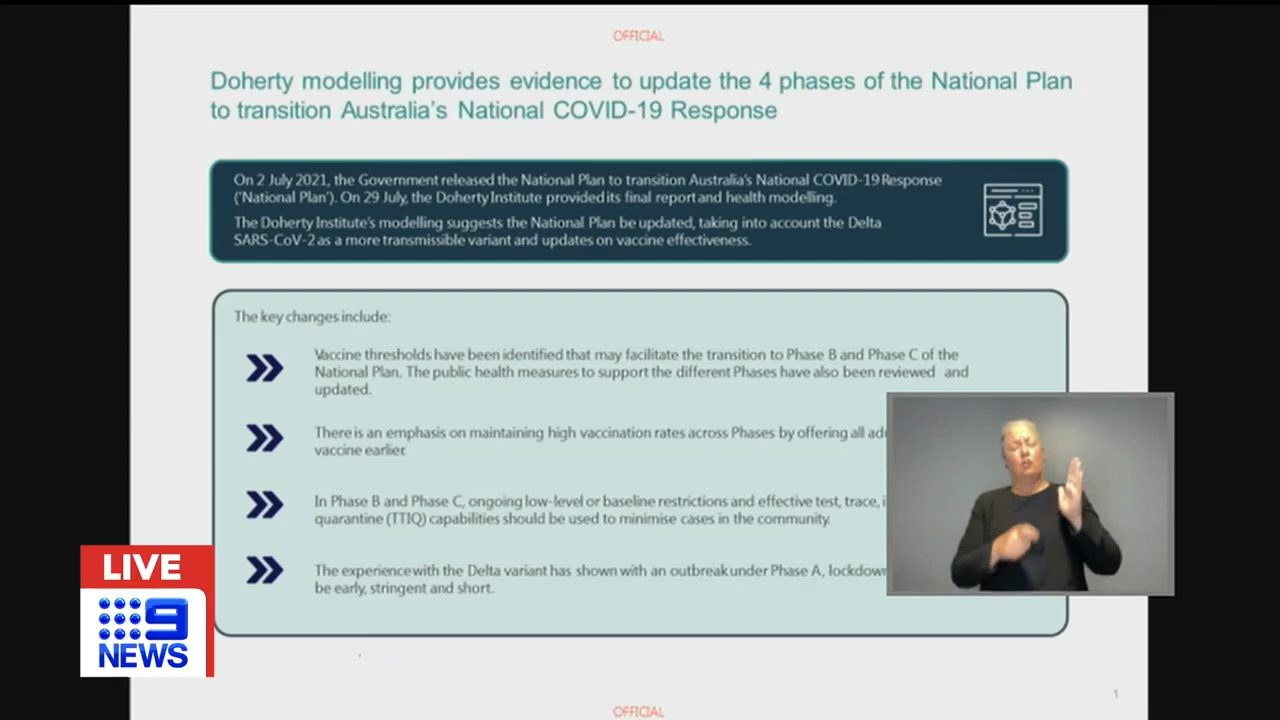 OFFICIAL
Doherty modelling provides evidence to update the 4 phases of the National Plan
to transition Australia's National COVID-19 Response
On 2 July 2021, the Government released the National Plan to transition Australia's National COVID-19 Response
('National Plan'). On 29 July, the Doherty Institute provided its final report and health modelling.
The Doherty Institute's modelling suggests the National Plan be updated, taking into account the Delta
SARS-CoV-2 as a more transmissible variant and updates on vaccine effectiveness.
The key changes include:
Vaccine thresholds have been identified that may facilitate the transition to Phase B and Phase C of the
National Plan. The public health measures to support the different Phases have also been reviewed and
updated.
There is an emphasis on maintaining high vaccination rates across Phases by offering all
vaccine earlier.
In Phase B and Phase C, ongoing low-level or baseline restrictions and effective test, trace,
quarantine (TTIQ) capabilities should be used to minimise cases in the community.
The experience with the Delta variant has shown with an outbreak under Phase A,
be early, stringent and short.
LIVE
9
NEWS
1
OFFICIAL